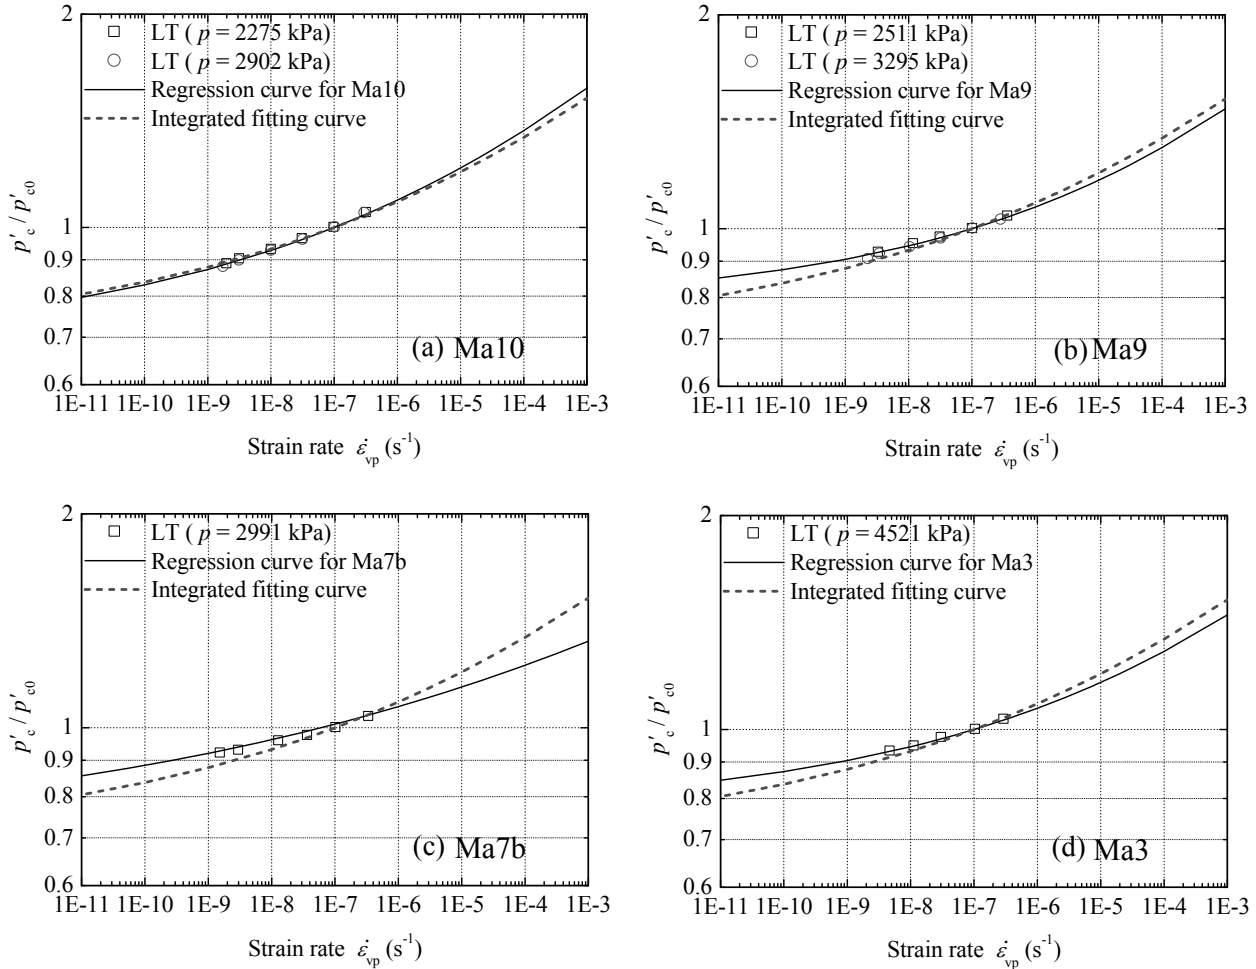 2
LT ( p = 2275 kPa)
LT ( p = 2902 kPa)
Regression curve for Ma10
Integrated fitting curve
p′c / p′c0
1
0.9
0.8
0.7
0.6
(a) Ma10
1E-11 1E-10 1E-9 1E-8 1E-7 1E-6 1E-5 1E-4 1E-3
Strain rate ε̇vp (s-1)
2
LT ( p = 2511 kPa)
LT ( p = 3295 kPa)
Regression curve for Ma9
Integrated fitting curve
p′c / p′c0
1
0.9
0.8
0.7
0.6
(b) Ma9
1E-11 1E-10 1E-9 1E-8 1E-7 1E-6 1E-5 1E-4 1E-3
Strain rate ε̇vp (s-1)
2
LT ( p = 2991 kPa)
Regression curve for Ma7b
Integrated fitting curve
p′c / p′c0
1
0.9
0.8
0.7
0.6
(c) Ma7b
1E-11 1E-10 1E-9 1E-8 1E-7 1E-6 1E-5 1E-4 1E-3
Strain rate ε̇vp (s-1)
2
LT ( p = 4521 kPa)
Regression curve for Ma3
Integrated fitting curve
p′c / p′c0
1
0.9
0.8
0.7
0.6
(d) Ma3
1E-11 1E-10 1E-9 1E-8 1E-7 1E-6 1E-5 1E-4 1E-3
Strain rate ε̇vp (s-1)